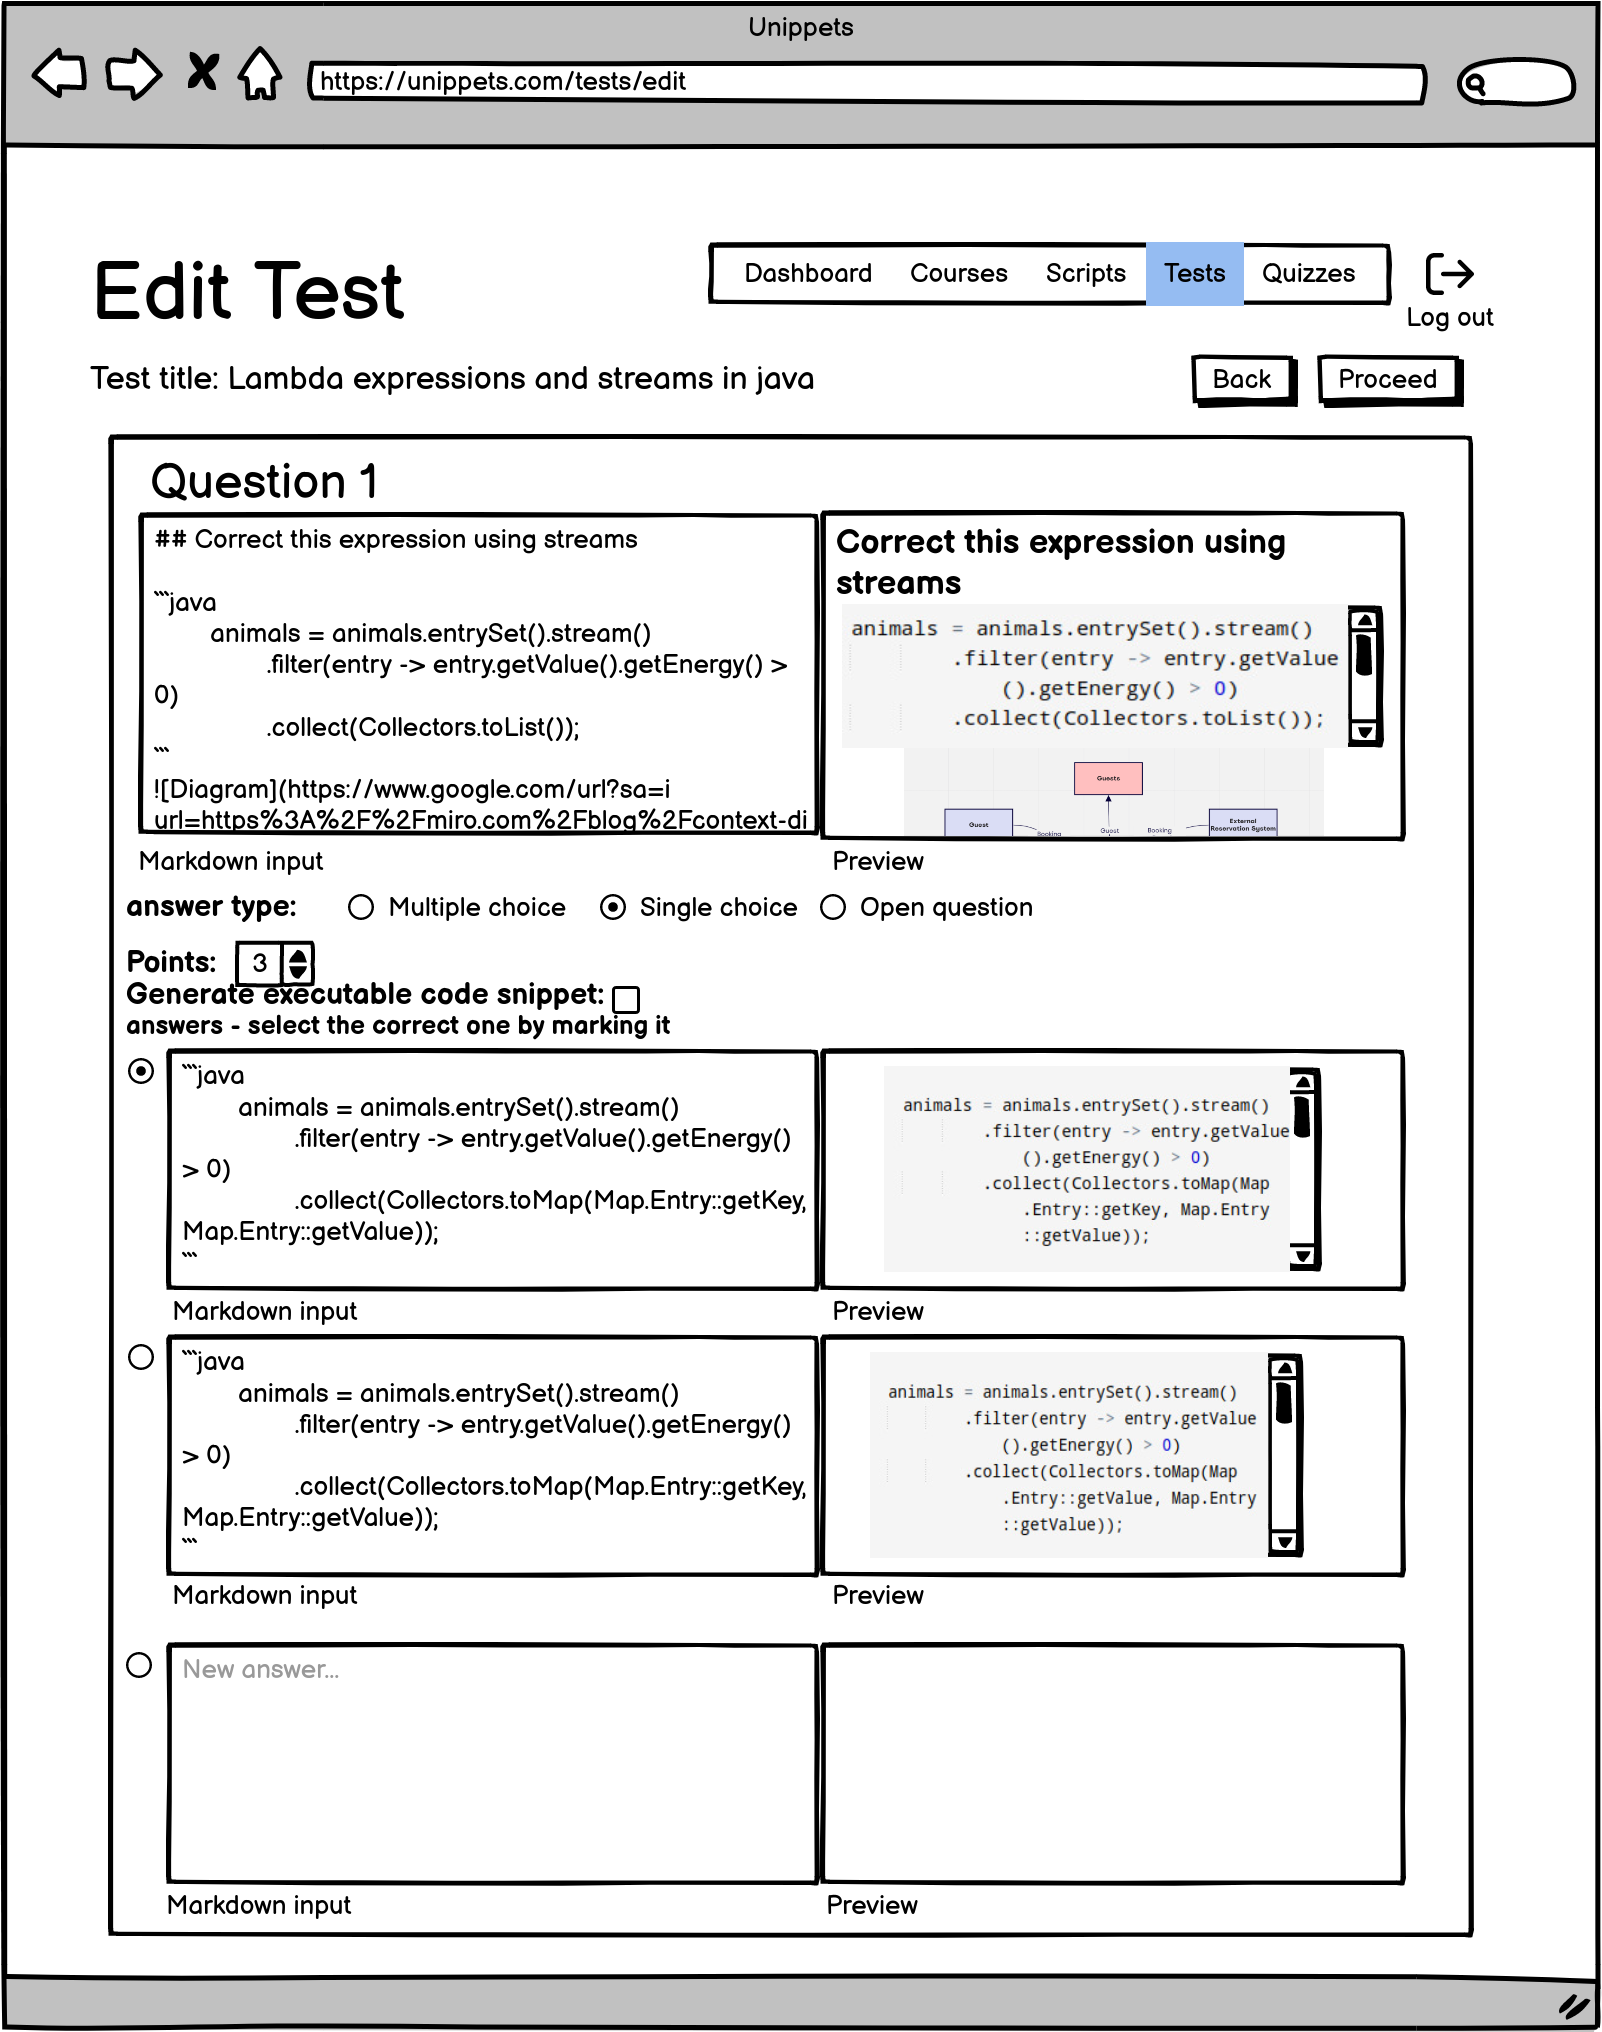 Unippets
https://unippets.com/tests/edit
Edit Test
Dashboard Courses Scripts Tests Quizzes
Log out
Test title: Lambda expressions and streams in java
Back Proceed
Question 1
## Correct this expression using streams
```java
animals = animals.entrySet().stream()
.filter(entry -> entry.getValue().getEnergy() >
0)
.collect(Collectors.toList());
```
![Diagram](https://www.google.com/url?sa=i
url=https%3A%2F%2Fmiro.com%2Fblog%2Fcontext-di
Markdown input
Correct this expression using
streams
animals = animals.entrySet().stream()
.filter(entry -> entry.getValue
().getEnergy() > 0)
.collect(Collectors.toList());
Guests
Guest
Booking
Guest
Booking
External
Reservation System
Preview
answer type: Multiple choice Single choice Open question
Points: 3
Generate executable code snippet:
answers - select the correct one by marking it
```java
animals = animals.entrySet().stream()
.filter(entry -> entry.getValue().getEnergy()
> 0)
.collect(Collectors.toMap(Map.Entry::getKey,
Map.Entry::getValue));
```
Markdown input
animals = animals.entrySet().stream()
.filter(entry -> entry.getValue
().getEnergy() > 0)
.collect(Collectors.toMap(Map
.Entry::getKey, Map.Entry
::getValue));
Preview
```java
animals = animals.entrySet().stream()
.filter(entry -> entry.getValue().getEnergy()
> 0)
.collect(Collectors.toMap(Map.Entry::getKey,
Map.Entry::getValue));
```
Markdown input
animals = animals.entrySet().stream()
.filter(entry -> entry.getValue
().getEnergy() > 0)
.collect(Collectors.toMap(Map
.Entry::getValue, Map.Entry
::getValue));
Preview
New answer...
Markdown input
Preview